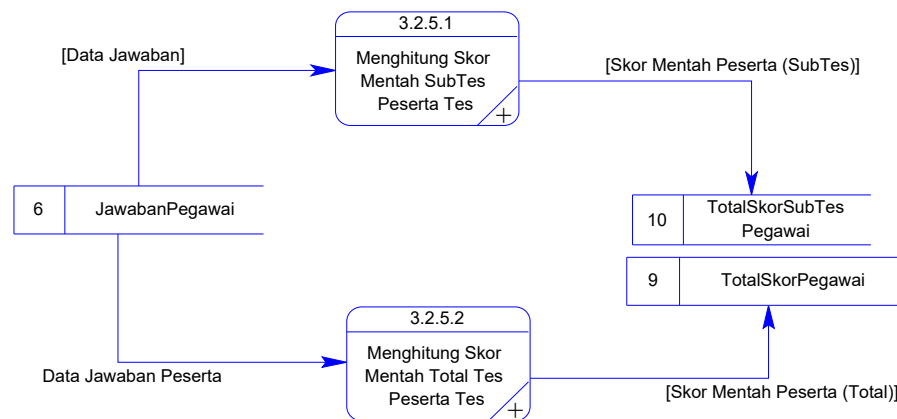 3.2.5.1
Menghitung Skor
Mentah SubTes
Peserta Tes
+
[Data Jawaban]
[Skor Mentah Peserta (SubTes)]
6
JawabanPegawai
10
TotalSkorSubTes
Pegawai
9
TotalSkorPegawai
3.2.5.2
Menghitung Skor
Mentah Total Tes
Peserta Tes
+
Data Jawaban Peserta
[Skor Mentah Peserta (Total)]